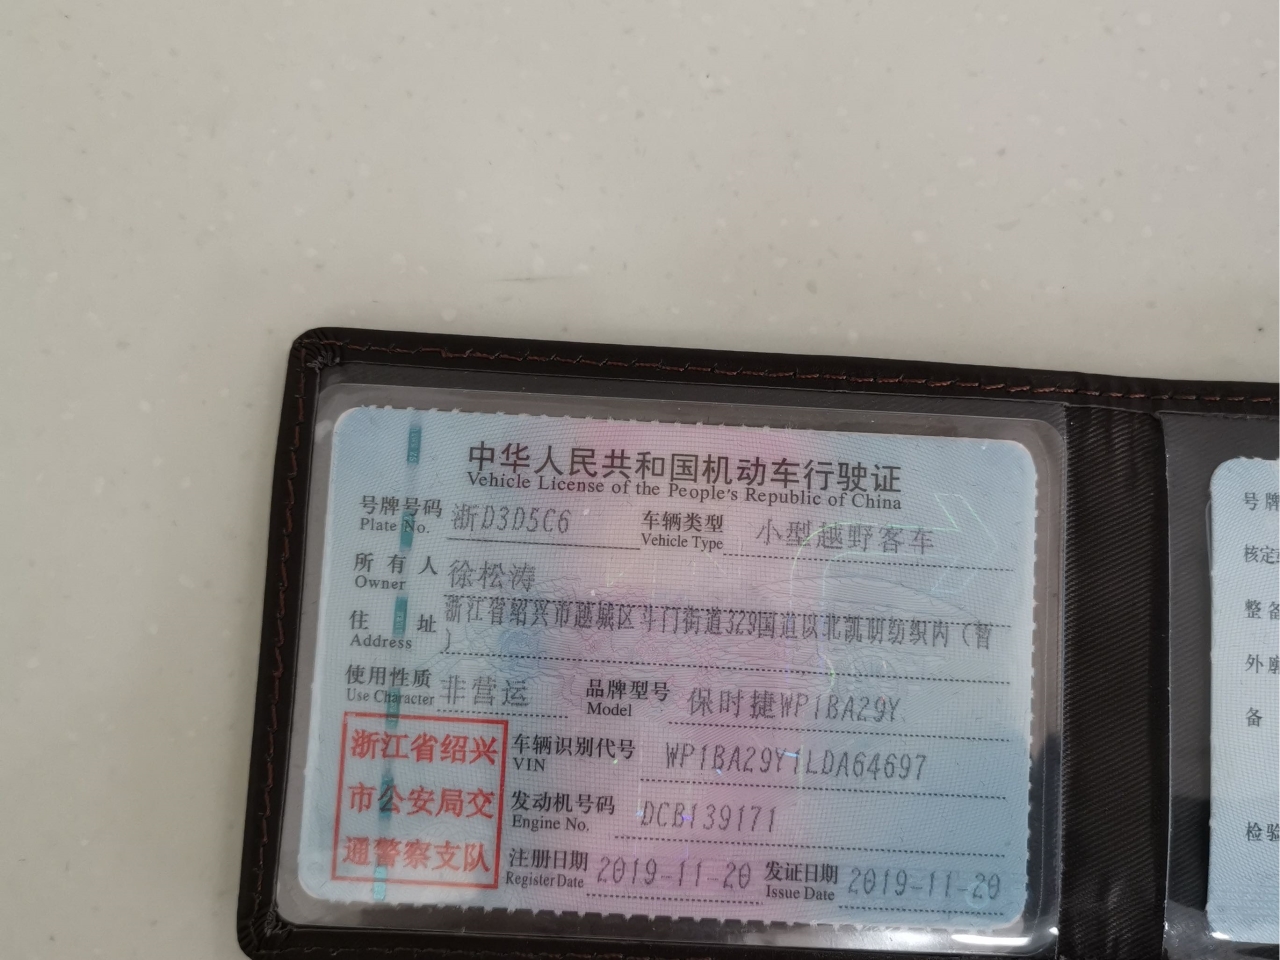 中华人民共和国机动车行驶证
Vehicle License of the People's Republic of China
号牌号码 浙D3D5C6 车辆类型 小型越野客车
Plate No. Vehicle Type
所有人 徐松涛
Owner
住址 浙江省绍兴市越城区斗门街道329国道以北凯明纺织内（暂
Address ）
使用性质 非营运 品牌型号 保时捷WP1BA29Y
Use Character Model
浙江省绍兴
市公安局交
通警察支队
车辆识别代号 WP1BA29Y1LDA64697
VIN
发动机号码 DCB139171
Engine No.
注册日期 2019-11-20 发证日期 2019-11-20
Register Date Issue Date
号牌
核定
整备
外廓
备
检验